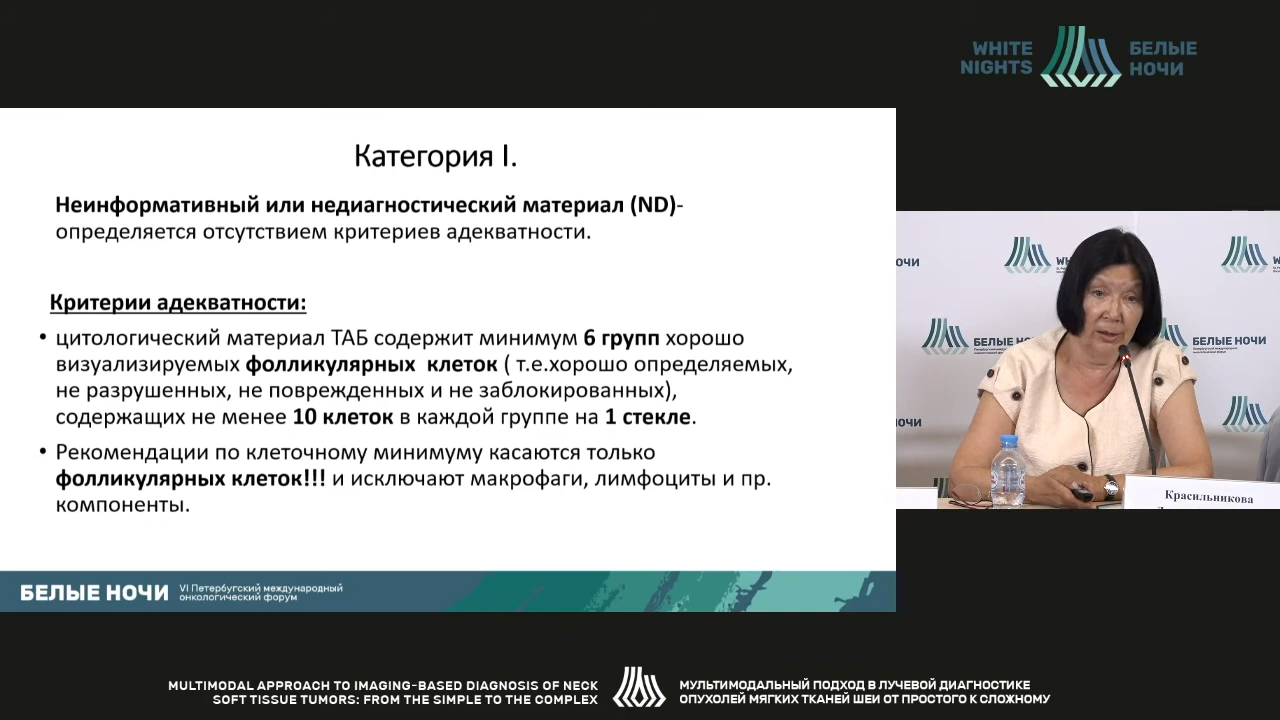 WHITE
NIGHTS
БЕЛЫЕ
НОЧИ
Категория I.
Неинформативный или недиагностический материал (ND)-
определяется отсутствием критериев адекватности.
Критерии адекватности:
• цитологический материал ТАБ содержит минимум 6 групп хорошо
визуализируемых фолликулярных клеток ( т.е.хорошо определяемых,
не разрушенных, не поврежденных и не заблокированных),
содержащих не менее 10 клеток в каждой группе на 1 стекле.
• Рекомендации по клеточному минимуму касаются только
фолликулярных клеток!!! и исключают макрофаги, лимфоциты и пр.
компоненты.
БЕЛЫЕ НОЧИ
VI Петербургский международный
онкологический форум
НОЧИ
БЕЛЫЕ
БЕЛЫЕ НОЧИ
НОЧИ
Красильникова
MULTIMODAL APPROACH TO IMAGING-BASED DIAGNOSIS OF NECK
SOFT TISSUE TUMORS: FROM THE SIMPLE TO THE COMPLEX
МУЛЬТИМОДАЛЬНЫЙ ПОДХОД В ЛУЧЕВОЙ ДИАГНОСТИКЕ
ОПУХОЛЕЙ МЯГКИХ ТКАНЕЙ ШЕИ ОТ ПРОСТОГО К СЛОЖНОМУ